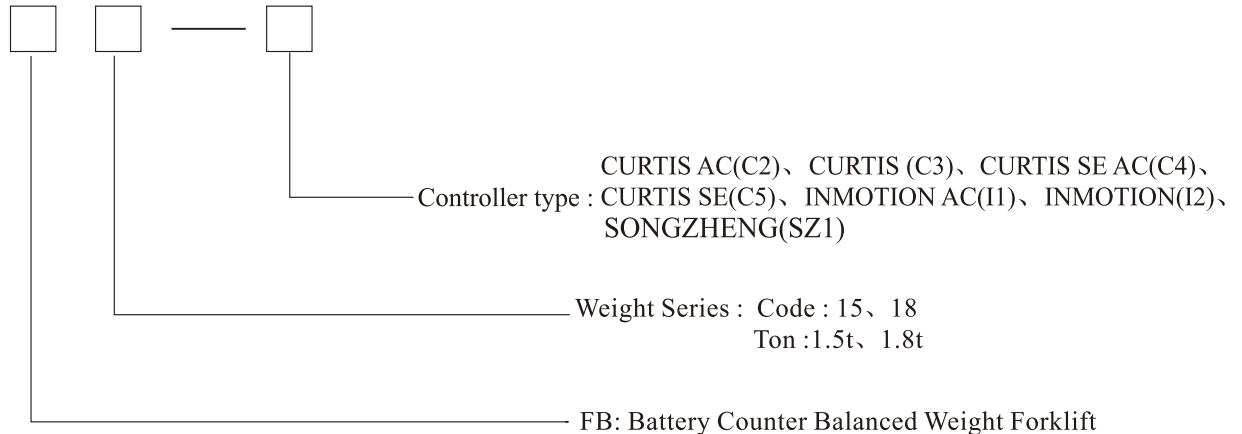 CURTIS AC(C2)、CURTIS (C3)、CURTIS SE AC(C4)、
Controller type : CURTIS SE(C5)、INMOTION AC(I1)、INMOTION(I2)、
SONGZHENG(SZ1)
Weight Series : Code : 15、18
Ton :1.5t、1.8t
FB: Battery Counter Balanced Weight Forklift